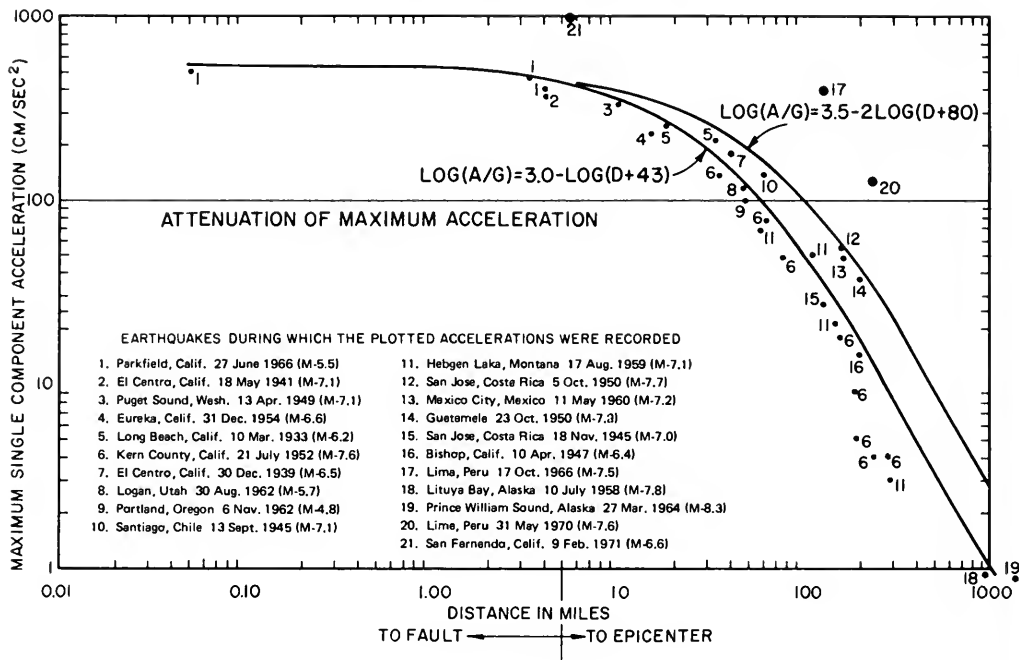 MAXIMUM SINGLE COMPONENT ACCELERATION (CM/SEC²)
1000
100
10
1
21
1
1
1
2
3
4
5
5
7
6
8
9
10
6
11
6
11
12
13
14
15
11
6
16
6
6
6
6
11
17
20
18
19
LOG(A/G)=3.5-2LOG(D+80)
LOG(A/G)=3.0-LOG(D+43)
ATTENUATION OF MAXIMUM ACCELERATION
EARTHQUAKES DURING WHICH THE PLOTTED ACCELERATIONS WERE RECORDED
1. Parkfield, Calif. 27 June 1966 (M-5.5)
2. El Centro, Calif. 18 May 1941 (M-7.1)
3. Puget Sound, Wesh. 13 Apr. 1949 (M-7.1)
4. Eureka, Calif. 31 Dec. 1954 (M-6.6)
5. Long Beach, Calif. 10 Mar. 1933 (M-6.2)
6. Kern County, Calif. 21 July 1952 (M-7.6)
7. El Centro, Calif. 30 Dec. 1939 (M-6.5)
8. Logan, Utah 30 Aug. 1962 (M-5.7)
9. Portland, Oregon 6 Nov. 1962 (M-4.8)
10. Santiago, Chile 13 Sept. 1945 (M-7.1)
11. Hebgen Laka, Montana 17 Aug. 1959 (M-7.1)
12. San Jose, Costa Rica 5 Oct. 1950 (M-7.7)
13. Mexico City, Mexico 11 May 1960 (M-7.2)
14. Guatamele 23 Oct. 1950 (M-7.3)
15. San Jose, Costa Rica 18 Nov. 1945 (M-7.0)
16. Bishop, Calif. 10 Apr. 1947 (M-6.4)
17. Lima, Peru 17 Oct. 1966 (M-7.5)
18. Lituya Bay, Alaska 10 July 1958 (M-7.8)
19. Prince William Sound, Alaska 27 Mar. 1964 (M-8.3)
20. Lime, Peru 31 May 1970 (M-7.6)
21. San Fernando, Calif. 9 Feb. 1971 (M-6.6)
0.01
0.10
1.00
10
100
1000
DISTANCE IN MILES
TO FAULT
TO EPICENTER